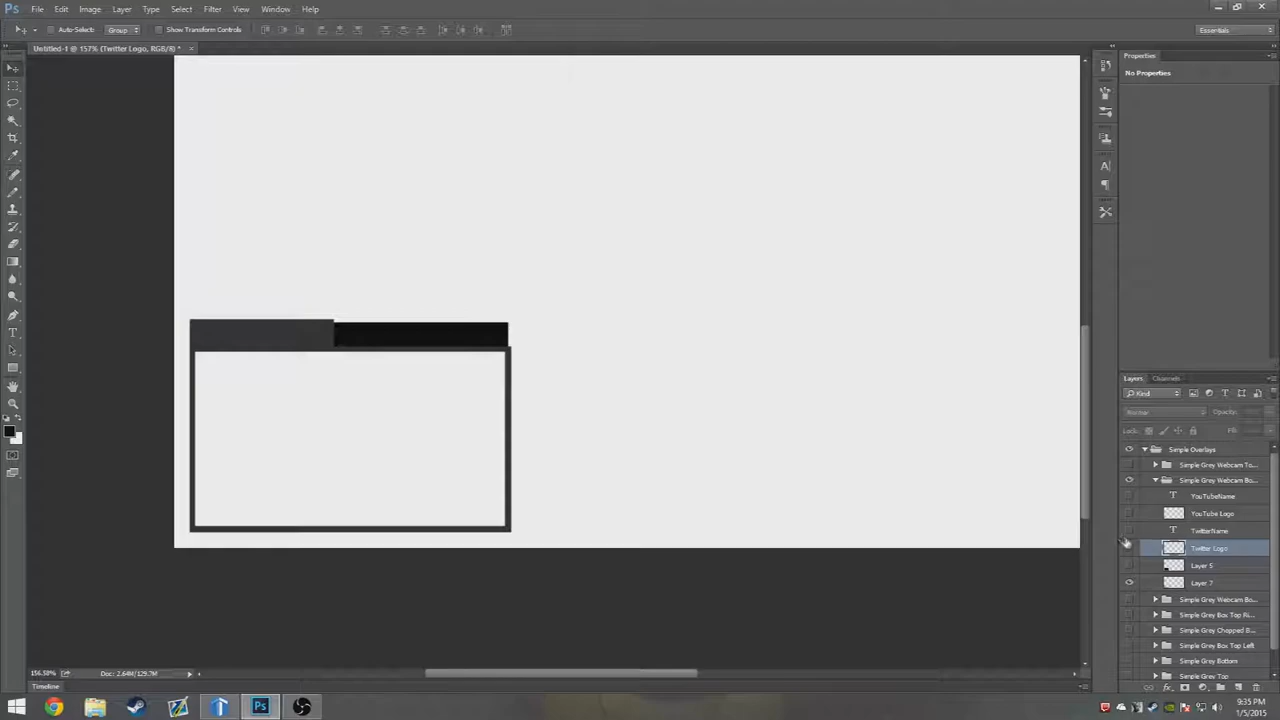 Ps File Edit Image Layer Type Select Filter View Window Help
Auto-Select: Group Show Transform Controls Essentials
Untitled-1 @ 157% (Twitter Logo, RGB/8) *
Properties
No Properties
Layers Channels
Kind
Normal Opacity:
Lock: Fill:
Simple Overlays
Simple Grey Webcam To...
Simple Grey Webcam Bo...
T YouTubeName
YouTube Logo
T TwitterName
Twitter Logo
Layer 5
Layer 7
Simple Grey Webcam Bo...
Simple Grey Box Top Ri...
Simple Grey Chopped B...
Simple Grey Box Top Left
Simple Grey Bottom
Simple Grey Top
156.58% Doc: 2.64M/129.7M
Timeline
Ps
9:35 PM
1/5/2015